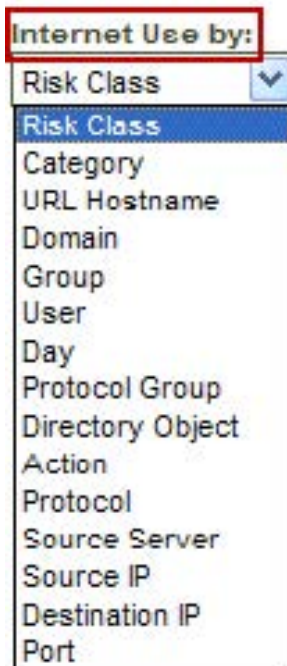 Internet Use by:
Risk Class
Risk Class
Category
URL Hostname
Domain
Group
User
Day
Protocol Group
Directory Object
Action
Protocol
Source Server
Source IP
Destination IP
Port